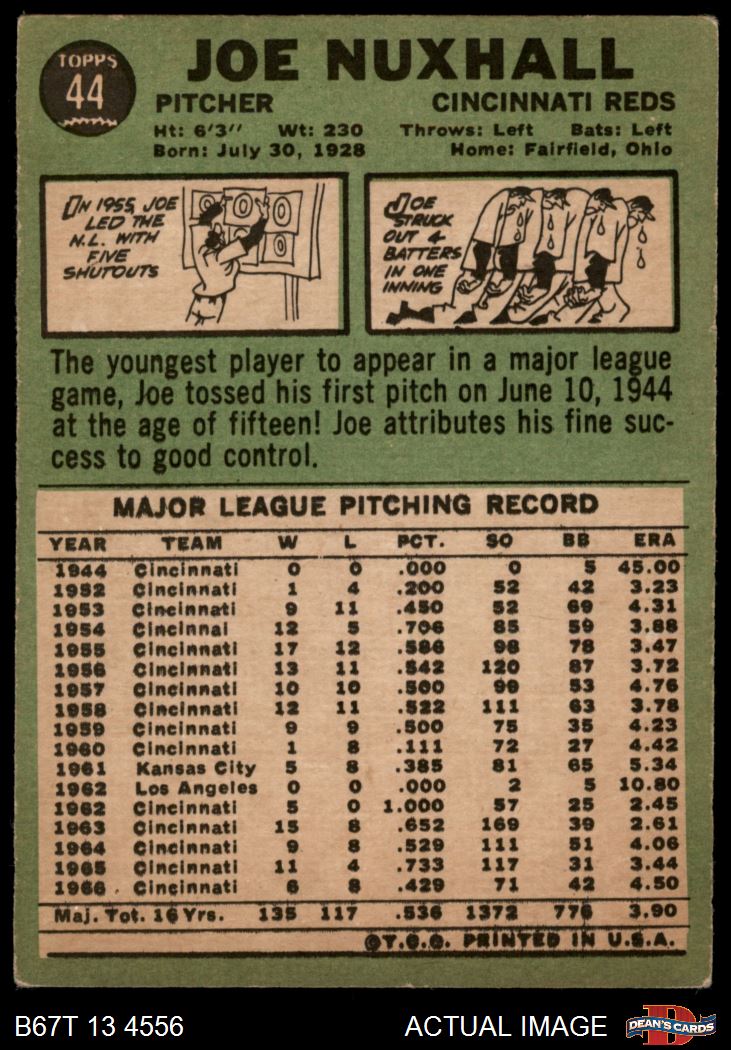 TOPPS
44
JOE NUXHALL
PITCHER CINCINNATI REDS
Ht: 6'3" Wt: 230 Throws: Left Bats: Left
Born: July 30, 1928 Home: Fairfield, Ohio
IN 1955, JOE
LED THE
N.L. WITH
FIVE
SHUTOUTS
0 0
0
JOE
STRUCK
OUT 4
BATTERS
IN ONE
INNING
The youngest player to appear in a major league
game, Joe tossed his first pitch on June 10, 1944
at the age of fifteen! Joe attributes his fine suc-
cess to good control.
MAJOR LEAGUE PITCHING RECORD
YEAR TEAM W L PCT. SO BB ERA
1944 Cincinnati 0 0 .000 0 5 45.00
1952 Cincinnati 1 4 .200 52 42 3.23
1953 Cincinnati 9 11 .450 52 69 4.31
1954 Cincinnai 12 5 .706 85 59 3.88
1955 Cincinnati 17 12 .586 98 78 3.47
1956 Cincinnati 13 11 .542 120 87 3.72
1957 Cincinnati 10 10 .500 99 53 4.76
1958 Cincinnati 12 11 .522 111 63 3.78
1959 Cincinnati 9 9 .500 75 35 4.23
1960 Cincinnati 1 8 .111 72 27 4.42
1961 Kansas City 5 8 .385 81 65 5.34
1962 Los Angeles 0 0 .000 2 5 10.80
1962 Cincinnati 5 0 1.000 57 25 2.45
1963 Cincinnati 15 8 .652 169 39 2.61
1964 Cincinnati 9 8 .529 111 51 4.06
1965 Cincinnati 11 4 .733 117 31 3.44
1966 Cincinnati 6 8 .429 71 42 4.50
Maj. Tot. 16 Yrs. 135 117 .536 1372 776 3.90
©T.C.G. PRINTED IN U.S.A.
B67T 13 4556 ACTUAL IMAGE
D
DEAN'S CARDS